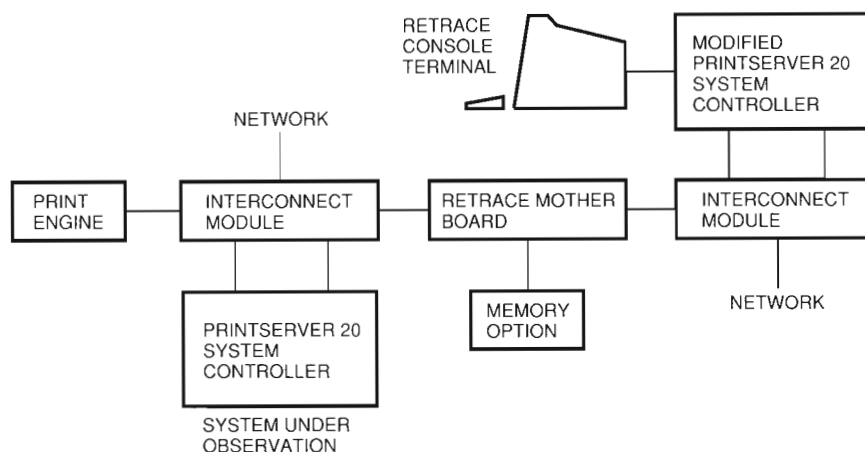 RETRACE
CONSOLE
TERMINAL
MODIFIED
PRINTSERVER 20
SYSTEM
CONTROLLER
NETWORK
PRINT
ENGINE
INTERCONNECT
MODULE
RETRACE MOTHER
BOARD
INTERCONNECT
MODULE
PRINTSERVER 20
SYSTEM
CONTROLLER
MEMORY
OPTION
NETWORK
SYSTEM UNDER
OBSERVATION